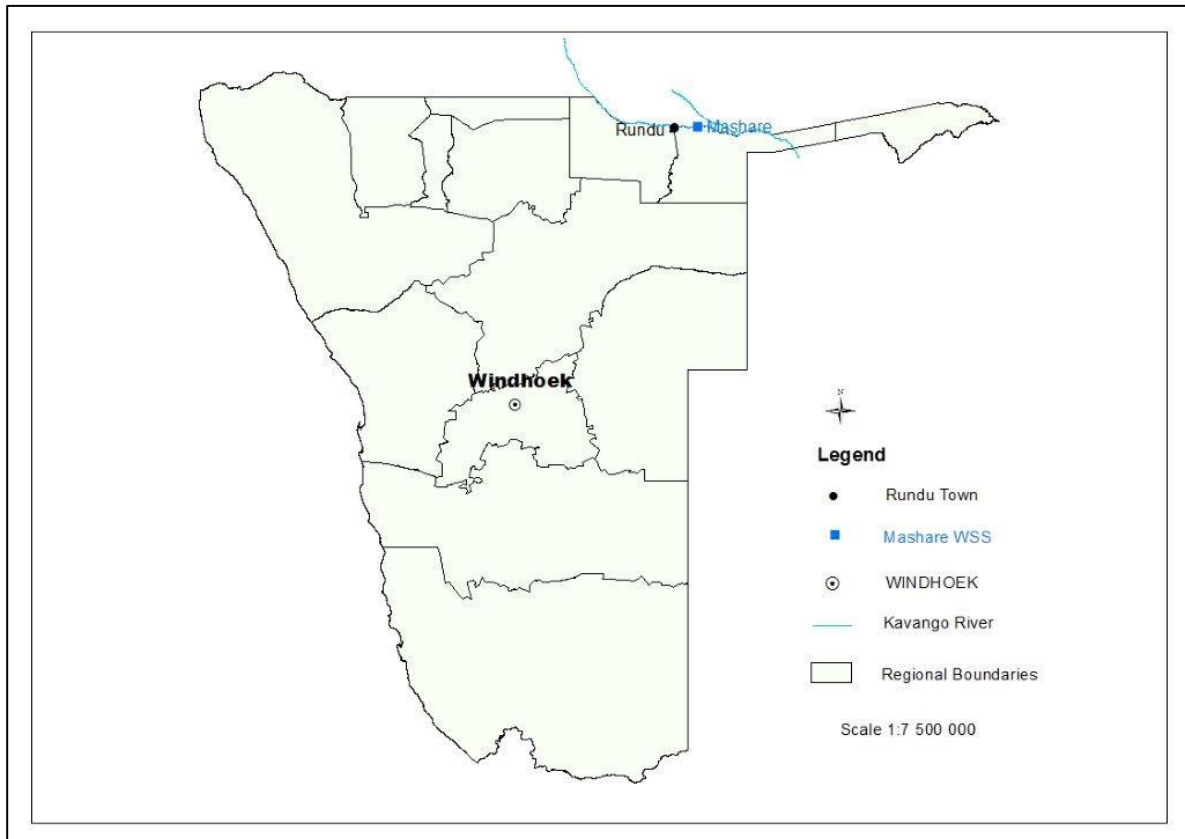 Rundu
Mashare
Windhoek
N
Legend
Rundu Town
Mashare WSS
WINDHOEK
Kavango River
Regional Boundaries
Scale 1:7 500 000